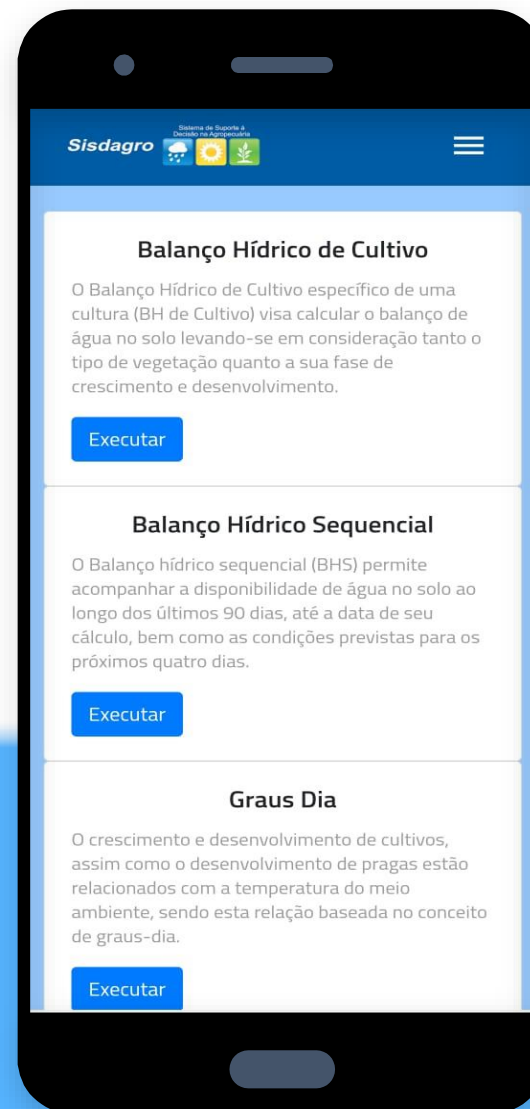 Sistema de Suporte à
Decisão na Agropecuária
Sisdagro
Balanço Hídrico de Cultivo
O Balanço Hídrico de Cultivo específico de uma
cultura (BH de Cultivo) visa calcular o balanço de
água no solo levando-se em consideração tanto o
tipo de vegetação quanto a sua fase de
crescimento e desenvolvimento.
Executar
Balanço Hídrico Sequencial
O Balanço hídrico sequencial (BHS) permite
acompanhar a disponibilidade de água no solo ao
longo dos últimos 90 dias, até a data de seu
cálculo, bem como as condições previstas para os
próximos quatro dias.
Executar
Graus Dia
O crescimento e desenvolvimento de cultivos,
assim como o desenvolvimento de pragas estão
relacionados com a temperatura do meio
ambiente, sendo esta relação baseada no conceito
de graus-dia.
Executar